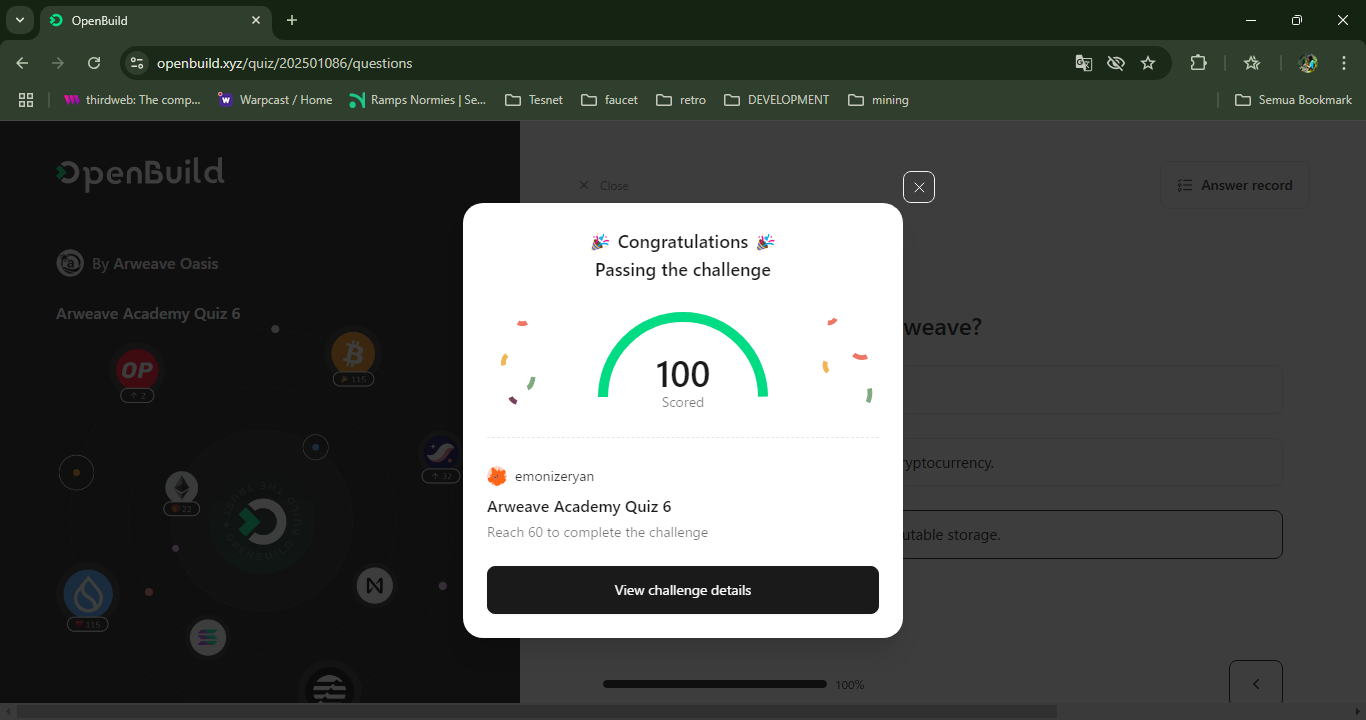 OpenBuild
openbuild.xyz/quiz/202501086/questions
thirdweb: The comp...
Warpcast / Home
Ramps Normies | Se...
Tesnet
faucet
retro
DEVELOPMENT
mining
Semua Bookmark
OpenBuild
Close
Answer record
By Arweave Oasis
Arweave Academy Quiz 6
OP
2
115
32
22
115
Congratulations
Passing the challenge
100
Scored
emonizeryan
Arweave Academy Quiz 6
Reach 60 to complete the challenge
View challenge details
weave?
ryptocurrency.
utable storage.
100%